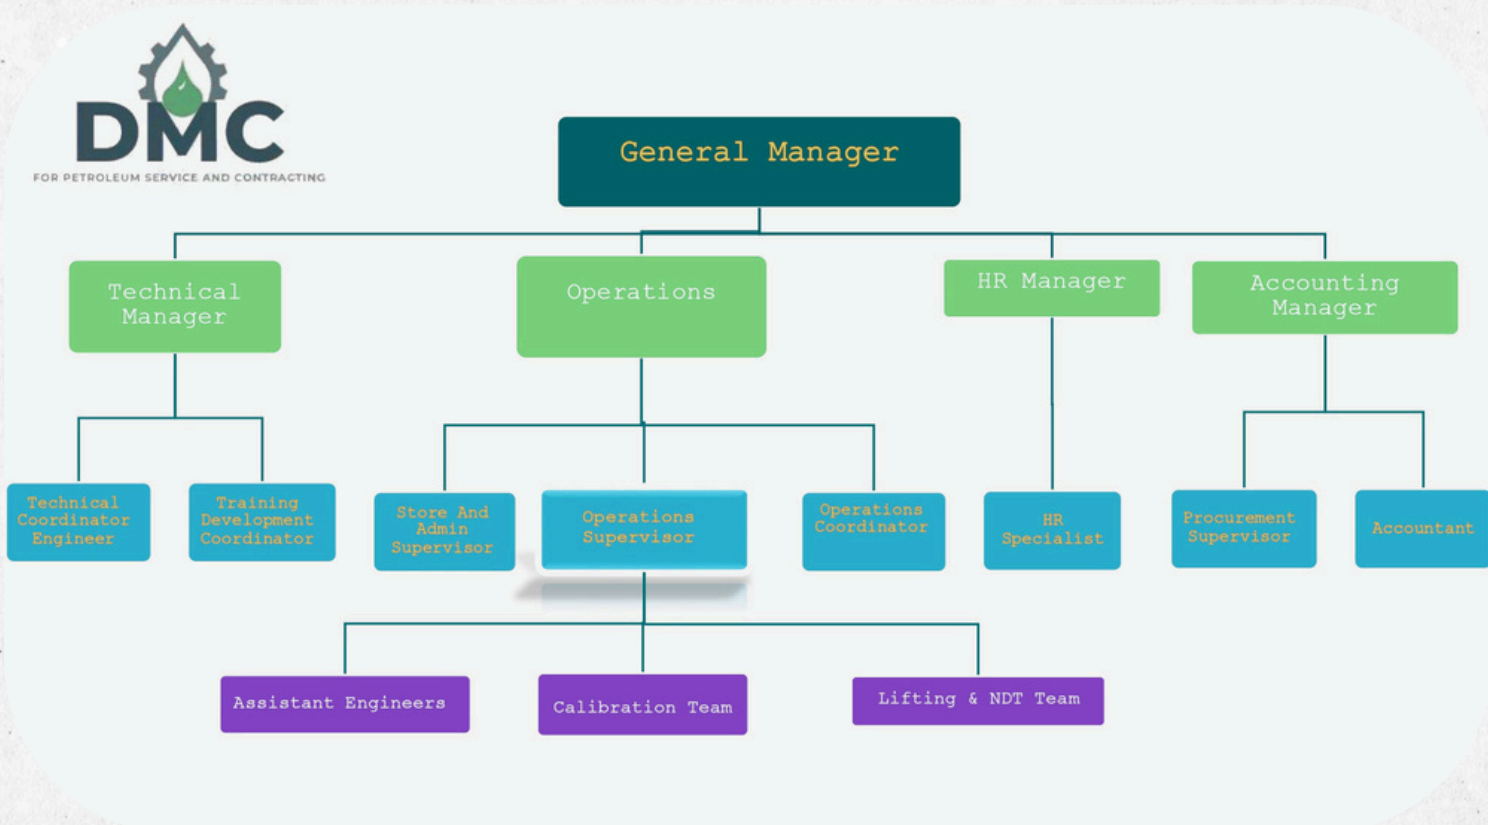 DMC
FOR PETROLEUM SERVICE AND CONTRACTING
General Manager
Technical
Manager
Operations
HR Manager
Accounting
Manager
Technical
Coordinator
Engineer
Training
Development
Coordinator
Store And
Admin
Supervisor
Operations
Supervisor
Operations
Coordinator
HR
Specialist
Procurement
Supervisor
Accountant
Assistant Engineers
Calibration Team
Lifting & NDT Team